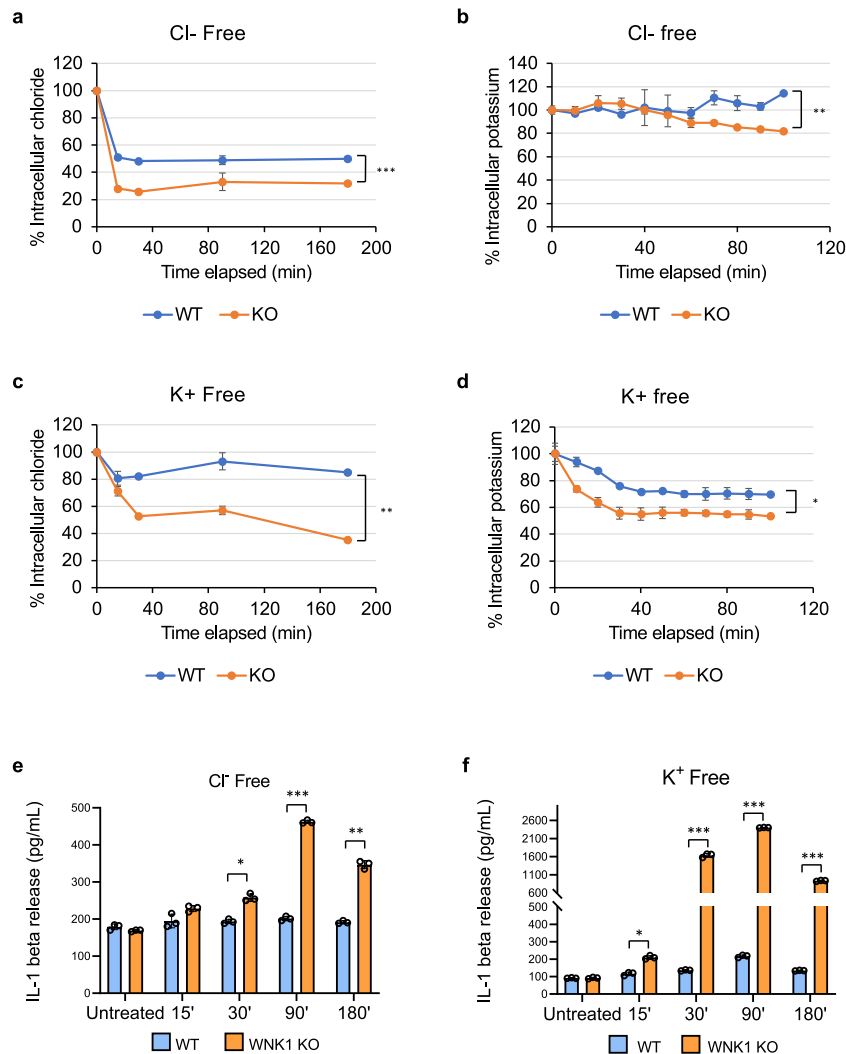 a
Cl- Free
% Intracellular chloride
120
100
80
60
40
20
0
0 40 80 120 160 200
Time elapsed (min)
***
WT KO
b
Cl- free
% Intracellular potassium
140
120
100
80
60
40
20
0
0 40 80 120
Time elapsed (min)
**
WT KO
c
K+ Free
% Intracellular chloride
120
100
80
60
40
20
0
0 40 80 120 160 200
Time elapsed (min)
**
WT KO
d
K+ free
% Intracellular potassium
120
100
80
60
40
20
0
0 20 40 60 80 100 120
Time elapsed (min)
*
WT KO
e
Cl⁻ Free
IL-1 beta release (pg/mL)
500
400
300
200
100
0
* *** **
Untreated 15' 30' 90' 180'
WT WNK1 KO
f
K⁺ Free
IL-1 beta release (pg/mL)
2600
2100
1600
1100
600
500
400
300
200
100
0
* *** *** ***
Untreated 15' 30' 90' 180'
WT WNK1 KO